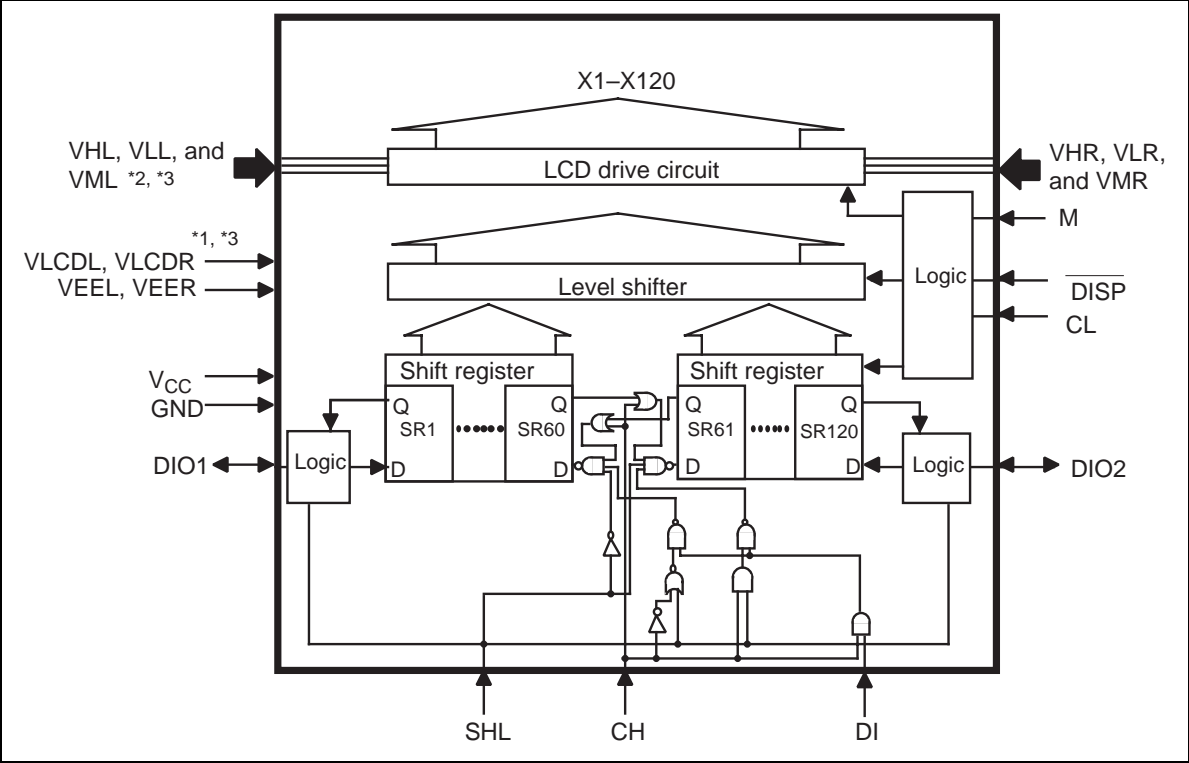 X1–X120
VHL, VLL, and
VML *2, *3
LCD drive circuit
VHR, VLR,
and VMR
M
*1, *3
VLCDL, VLCDR
VEEL, VEER
Level shifter
Logic
DISP
CL
VCC
GND
Shift register
Shift register
Q
SR1
D
Q
SR60
D
Q
SR61
D
Q
SR120
D
DIO1
Logic
Logic
DIO2
SHL
CH
DI